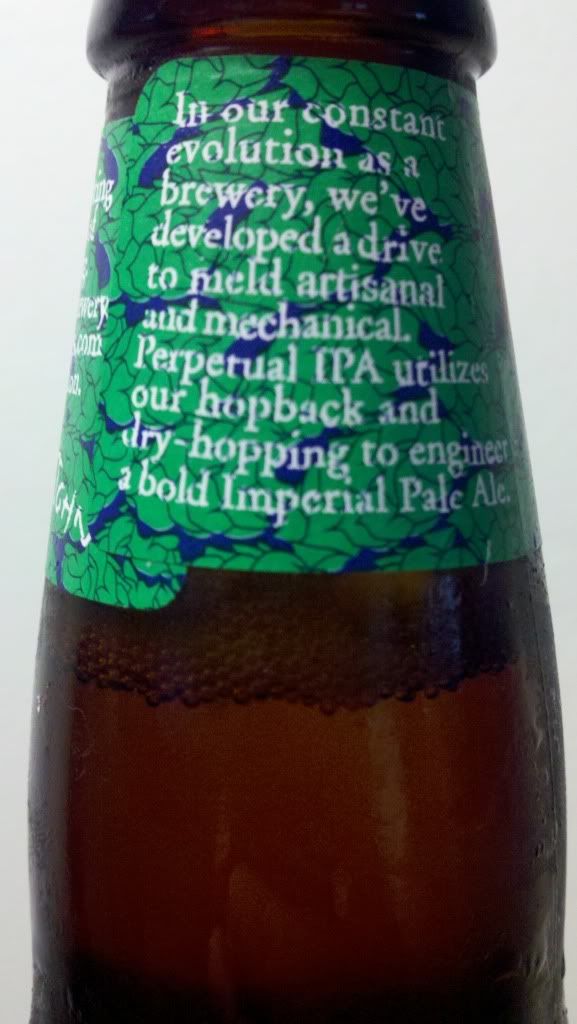 In our constant
evolution as a
brewery, we've
developed a drive
to meld artisanal
and mechanical.
Perpetual IPA utilizes
our hopback and
dry-hopping to engineer
a bold Imperial Pale Ale.